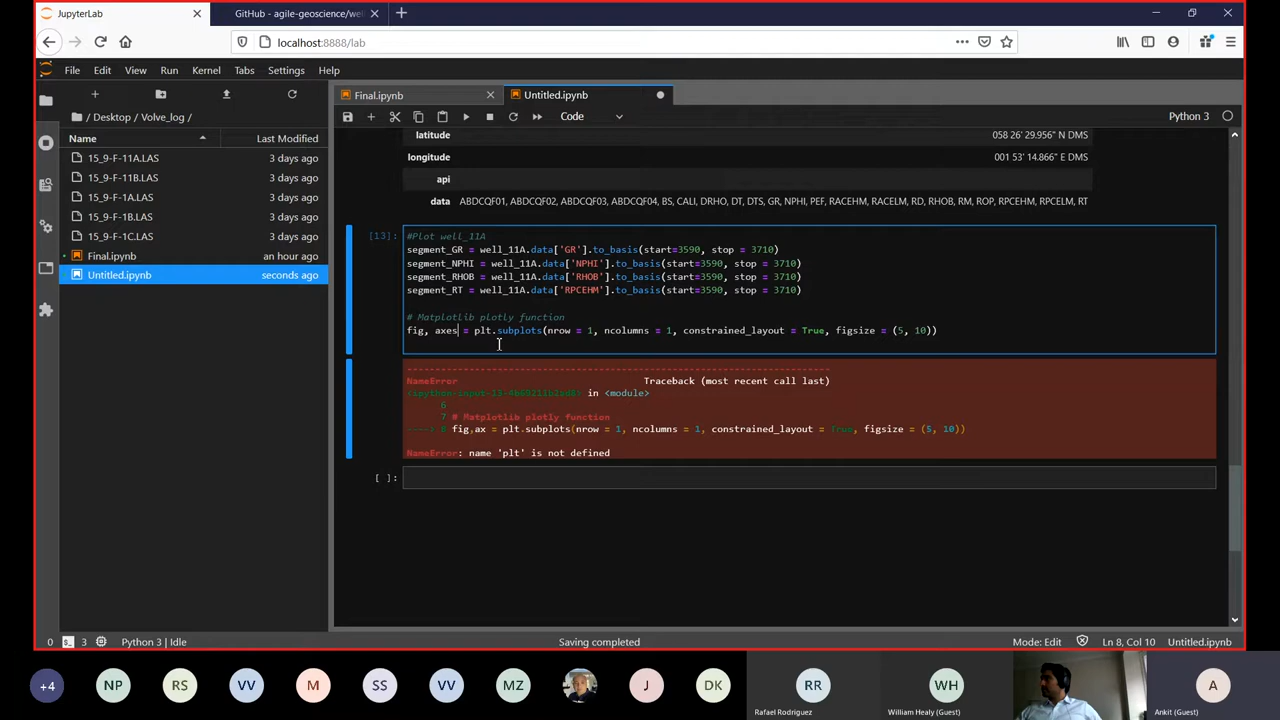 JupyterLab
GitHub - agile-geoscience/wel
localhost:8888/lab
File Edit View Run Kernel Tabs Settings Help
Final.ipynb
Untitled.ipynb
/ Desktop / Volve_log /
Code
Python 3
Name
Last Modified
15_9-F-11A.LAS 3 days ago
15_9-F-11B.LAS 3 days ago
15_9-F-1A.LAS 3 days ago
15_9-F-1B.LAS 3 days ago
15_9-F-1C.LAS 3 days ago
Final.ipynb an hour ago
Untitled.ipynb seconds ago
latitude 058 26' 29.956" N DMS
longitude 001 53' 14.866" E DMS
api
data ABDCQF01, ABDCQF02, ABDCQF03, ABDCQF04, BS, CALI, DRHO, DT, DTS, GR, NPHI, PEF, RACEHM, RACELM, RD, RHOB, RM, ROP, RPCEHM, RPCELM, RT
[13]: #Plot well_11A
segment_GR = well_11A.data['GR'].to_basis(start=3590, stop = 3710)
segment_NPHI = well_11A.data['NPHI'].to_basis(start=3590, stop = 3710)
segment_RHOB = well_11A.data['RHOB'].to_basis(start=3590, stop = 3710)
segment_RT = well_11A.data['RPCEHM'].to_basis(start=3590, stop = 3710)
# Matplotlib plotly function
fig, axes = plt.subplots(nrow = 1, ncolumns = 1, constrained_layout = True, figsize = (5, 10))
NameError Traceback (most recent call last)
in <module>
6
7 # Matplotlib plotly function
----> 8 fig,ax = plt.subplots(nrow = 1, ncolumns = 1, constrained_layout = True, figsize = (5, 10))
NameError: name 'plt' is not defined
[ ]:
0 3 Python 3 | Idle Saving completed Mode: Edit Ln 8, Col 10 Untitled.ipynb
+4 NP RS VV M SS VV MZ J DK RR WH A
Rafael Rodriguez
William Healy (Guest)
Ankit (Guest)